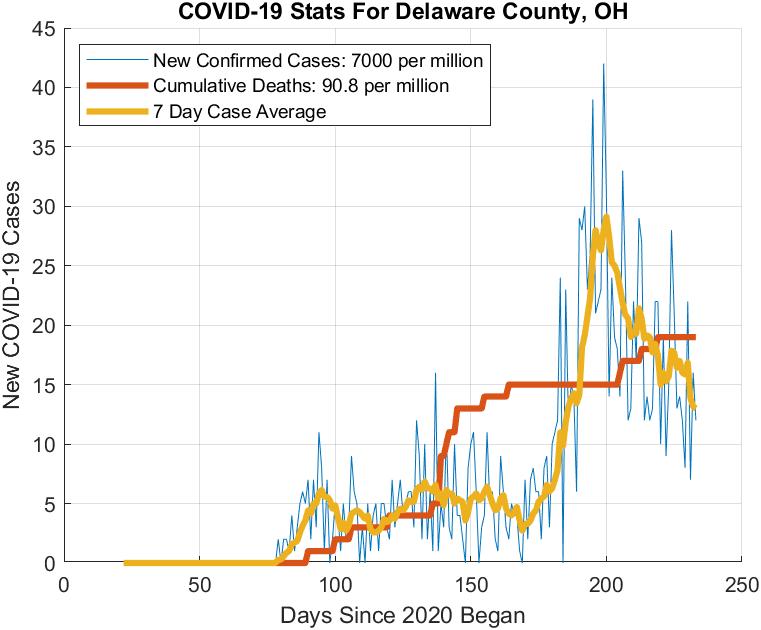 COVID-19 Stats For Delaware County, OH
New Confirmed Cases: 7000 per million
Cumulative Deaths: 90.8 per million
7 Day Case Average
New COVID-19 Cases
45
40
35
30
25
20
15
10
5
0
0 50 100 150 200 250
Days Since 2020 Began